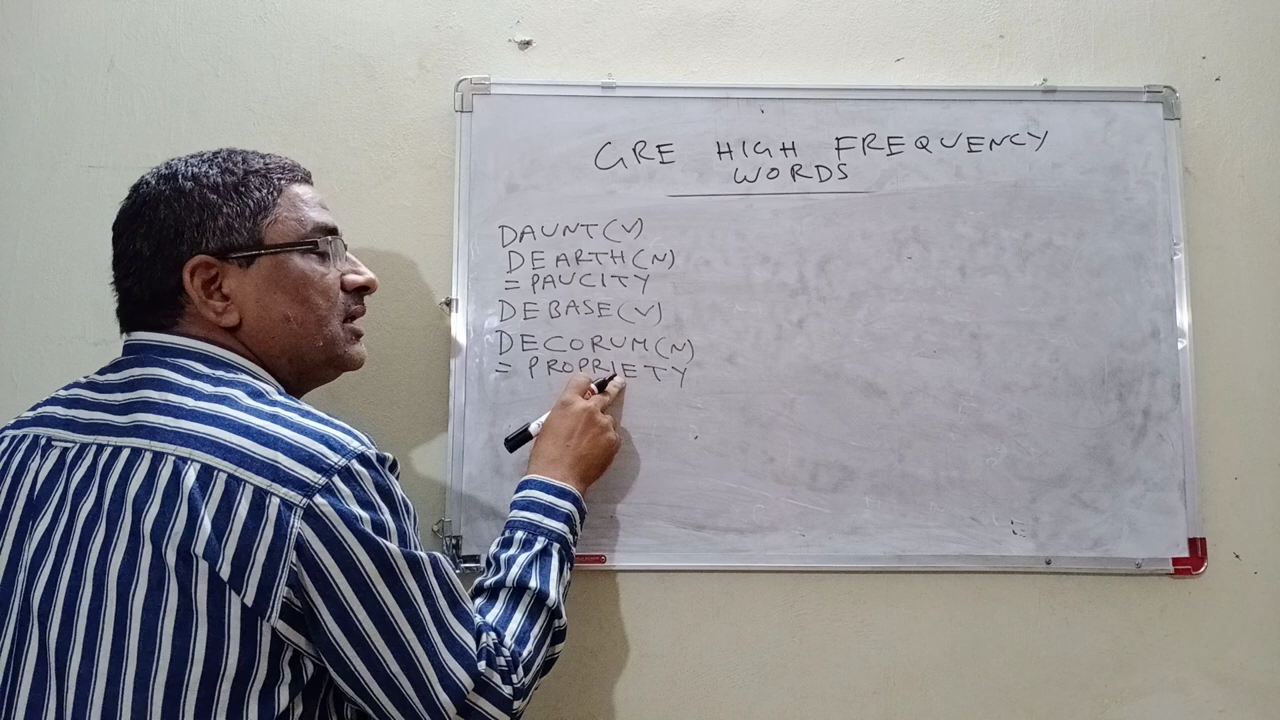 GRE HIGH FREQUENCY
WORDS
DAUNT(V)
DEARTH(N)
= PAUCITY
DEBASE(V)
DECORUM(N)
= PROPRIETY